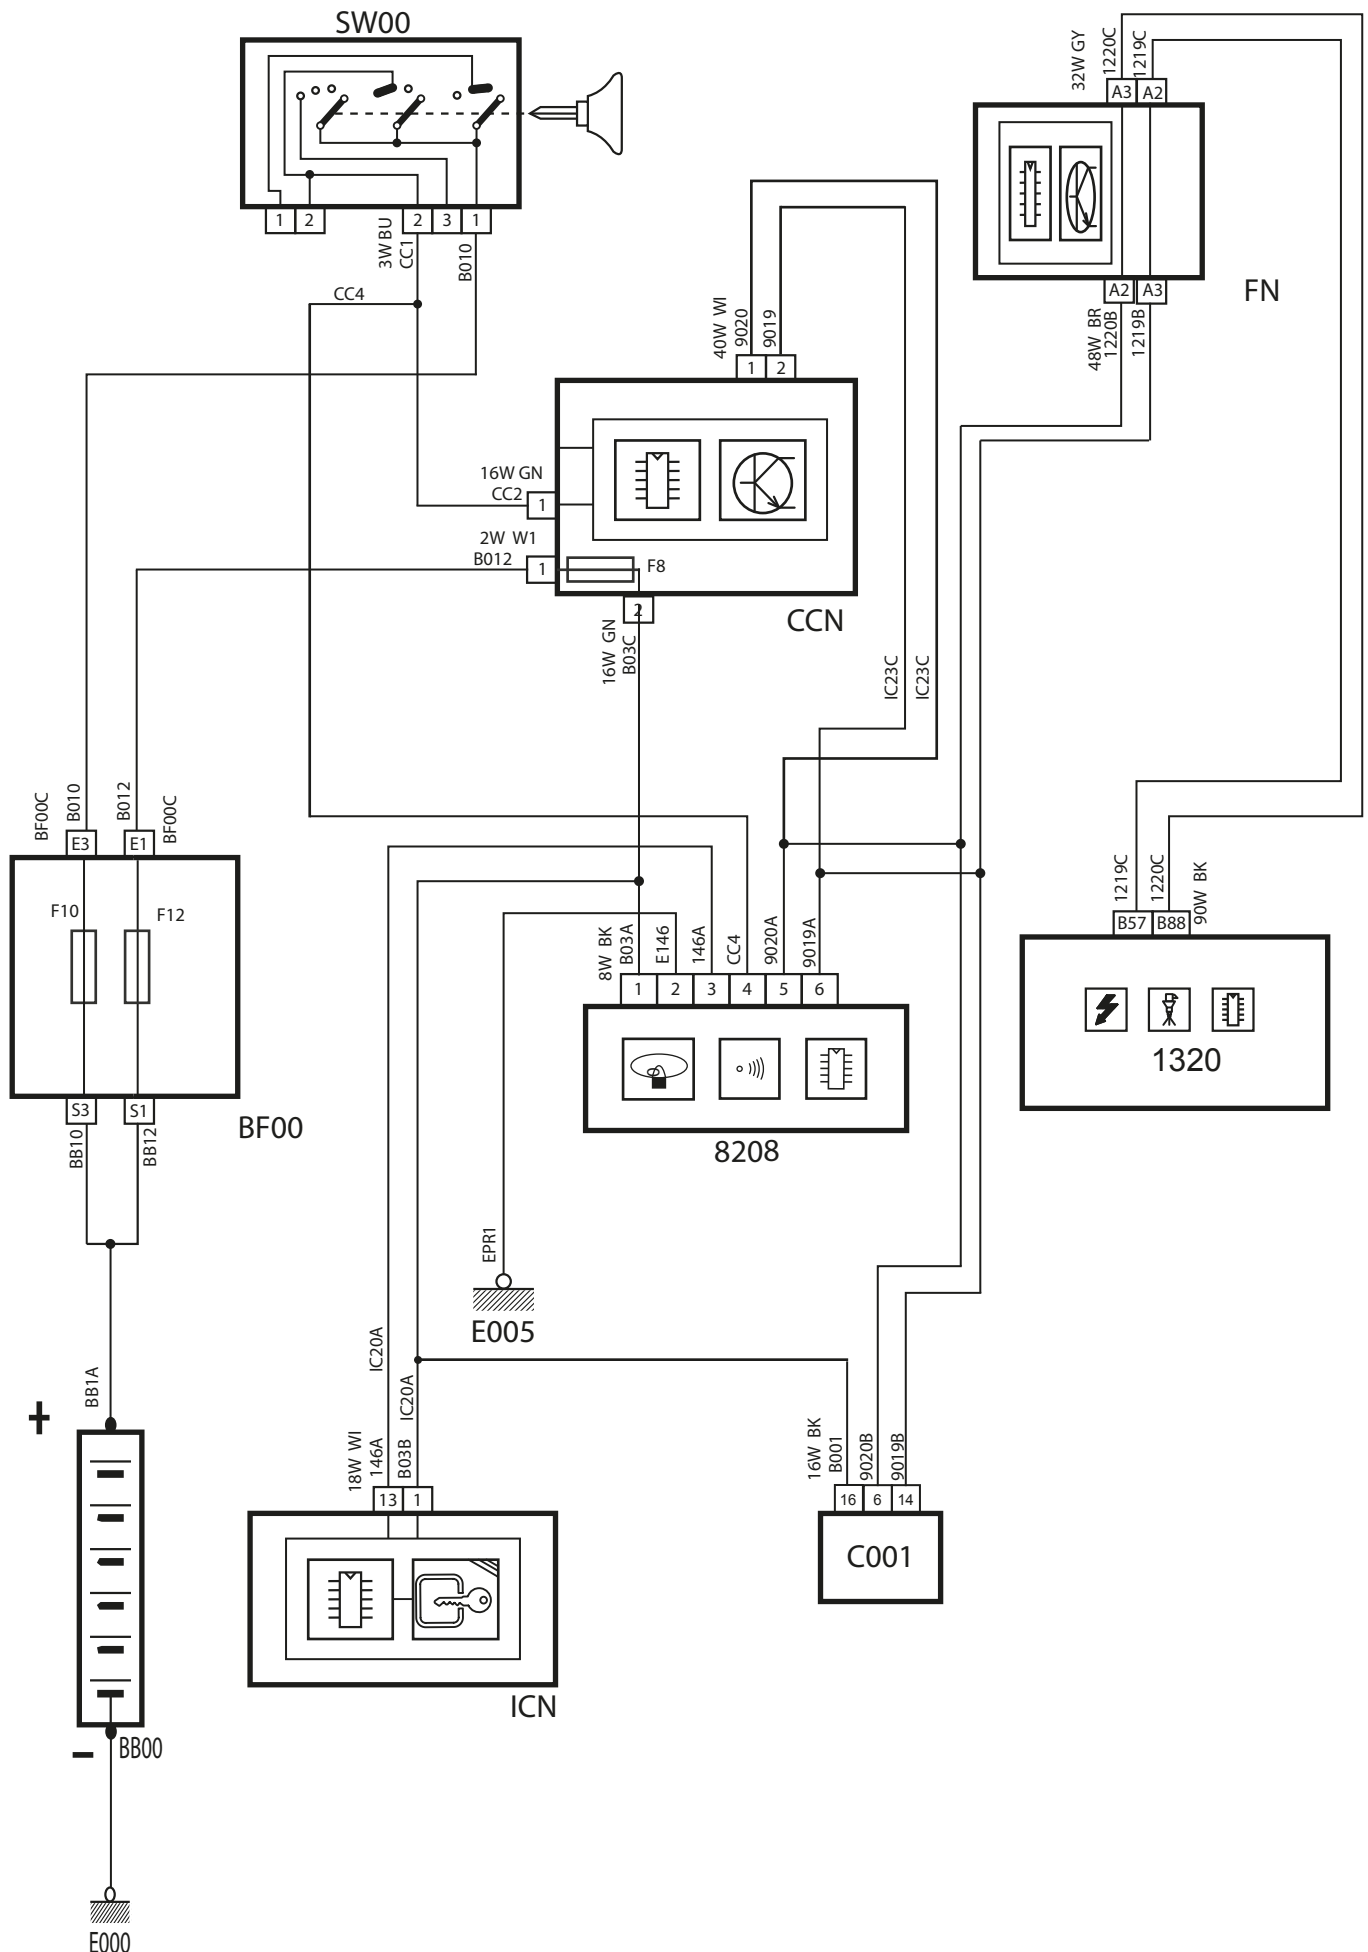 SW00
1
2
2
3
1
3W BU
CC1
B010
CC4
32W GY
1220C
1219C
A3
A2
FN
A2
A3
48W BR
1220B
1219B
40W WI
9020
9019
1
2
16W GN
CC2
1
2W W1
B012
1
F8
2
CCN
16W GN
B03C
IC23C
IC23C
BF00C
B010
B012
BF00C
E3
E1
F10
F12
S3
S1
BB10
BB12
BF00
8W BK
B03A
E146
146A
CC4
9020A
9019A
1
2
3
4
5
6
8208
1219C
1220C
90W BK
B57
B88
1320
EPR1
E005
BB1A
+
IC20A
IC20A
18W WI
146A
B03B
13
1
ICN
16W BK
B001
9020B
9019B
16
6
14
C001
–
BB00
E000